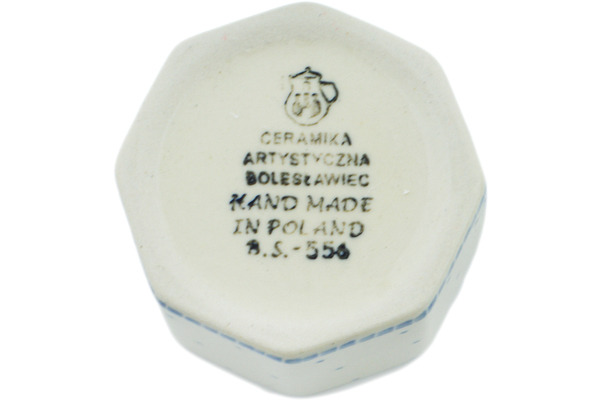 CERAMIKA
ARTYSTYCZNA
BOLESŁAWIEC
HAND MADE
IN POLAND
B.S.-556